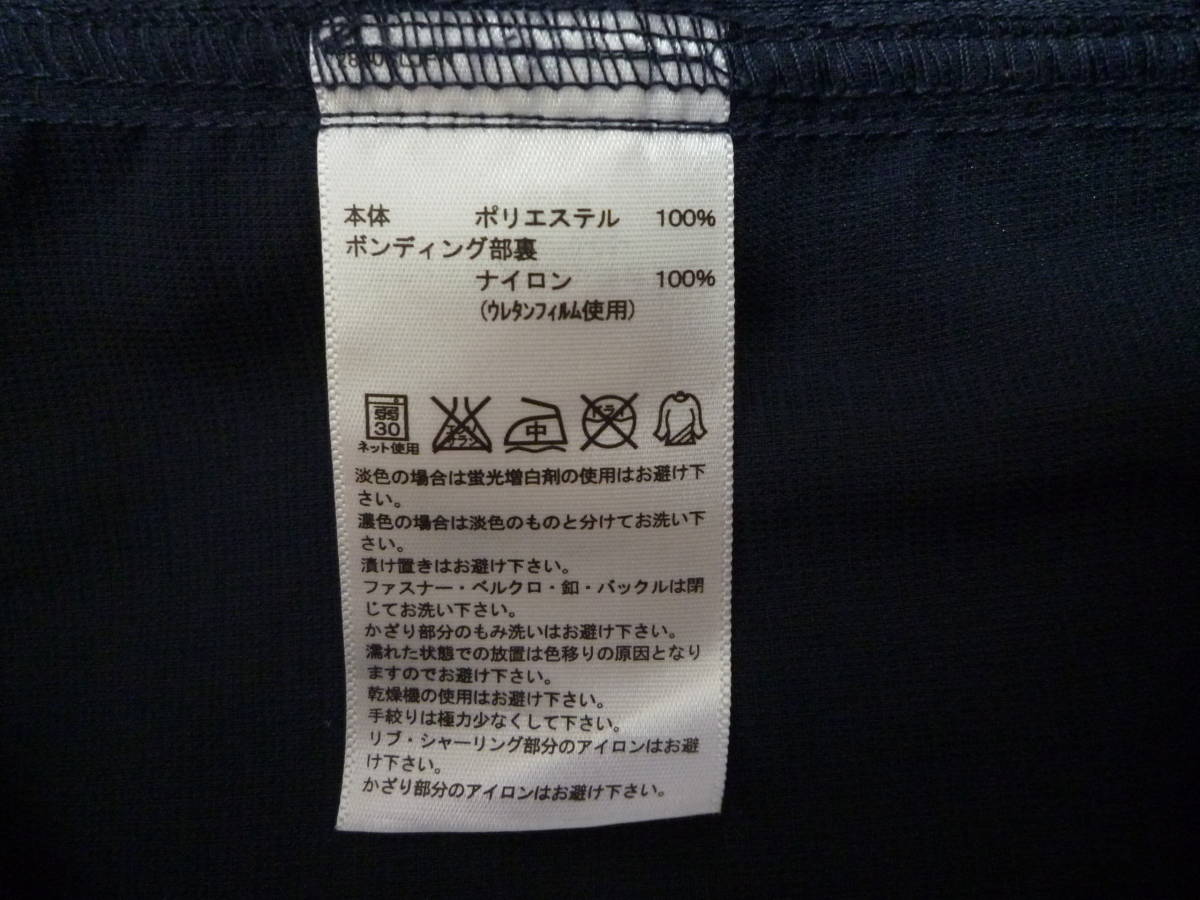 本体 ポリエステル 100%
ボンディング部裏
ナイロン 100%
(ウレタンフィルム使用)
弱
30
ネット使用
エンソ
サラシ
中
ドライ
淡色の場合は蛍光増白剤の使用はお避け下
さい。
濃色の場合は淡色のものと分けてお洗い下
さい。
漬け置きはお避け下さい。
ファスナー・ベルクロ・釦・バックルは閉
じてお洗い下さい。
かざり部分のもみ洗いはお避け下さい。
濡れた状態での放置は色移りの原因となり
ますのでお避け下さい。
乾燥機の使用はお避け下さい。
手絞りは極力少なくして下さい。
リブ・シャーリング部分のアイロンはお避
け下さい。
かざり部分のアイロンはお避け下さい。